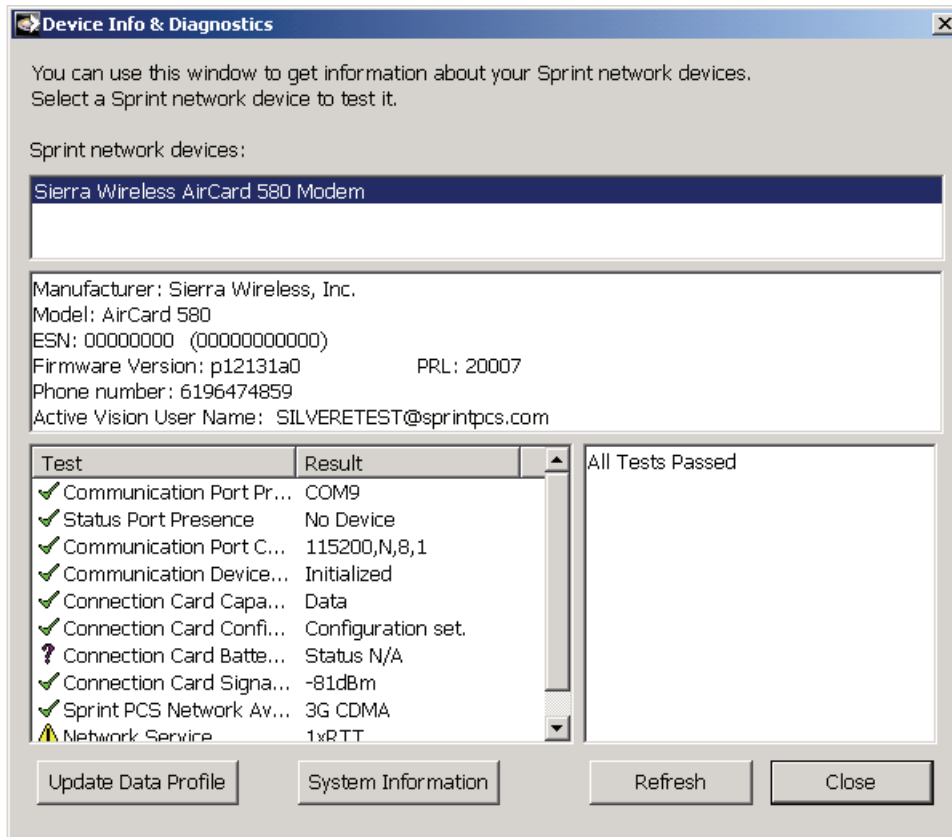 Device Info & Diagnostics
You can use this window to get information about your Sprint network devices.
Select a Sprint network device to test it.
Sprint network devices:
Sierra Wireless AirCard 580 Modem
Manufacturer: Sierra Wireless, Inc.
Model: AirCard 580
ESN: 00000000 (00000000000)
Firmware Version: p12131a0 PRL: 20007
Phone number: 6196474859
Active Vision User Name: SILVERETEST@sprintpcs.com
Test Result
Communication Port Pr... COM9
Status Port Presence No Device
Communication Port C... 115200,N,8,1
Communication Device... Initialized
Connection Card Capa... Data
Connection Card Confi... Configuration set.
Connection Card Batte... Status N/A
Connection Card Signa... -81dBm
Sprint PCS Network Av... 3G CDMA
Network Service 1xRTT
All Tests Passed
Update Data Profile System Information Refresh Close